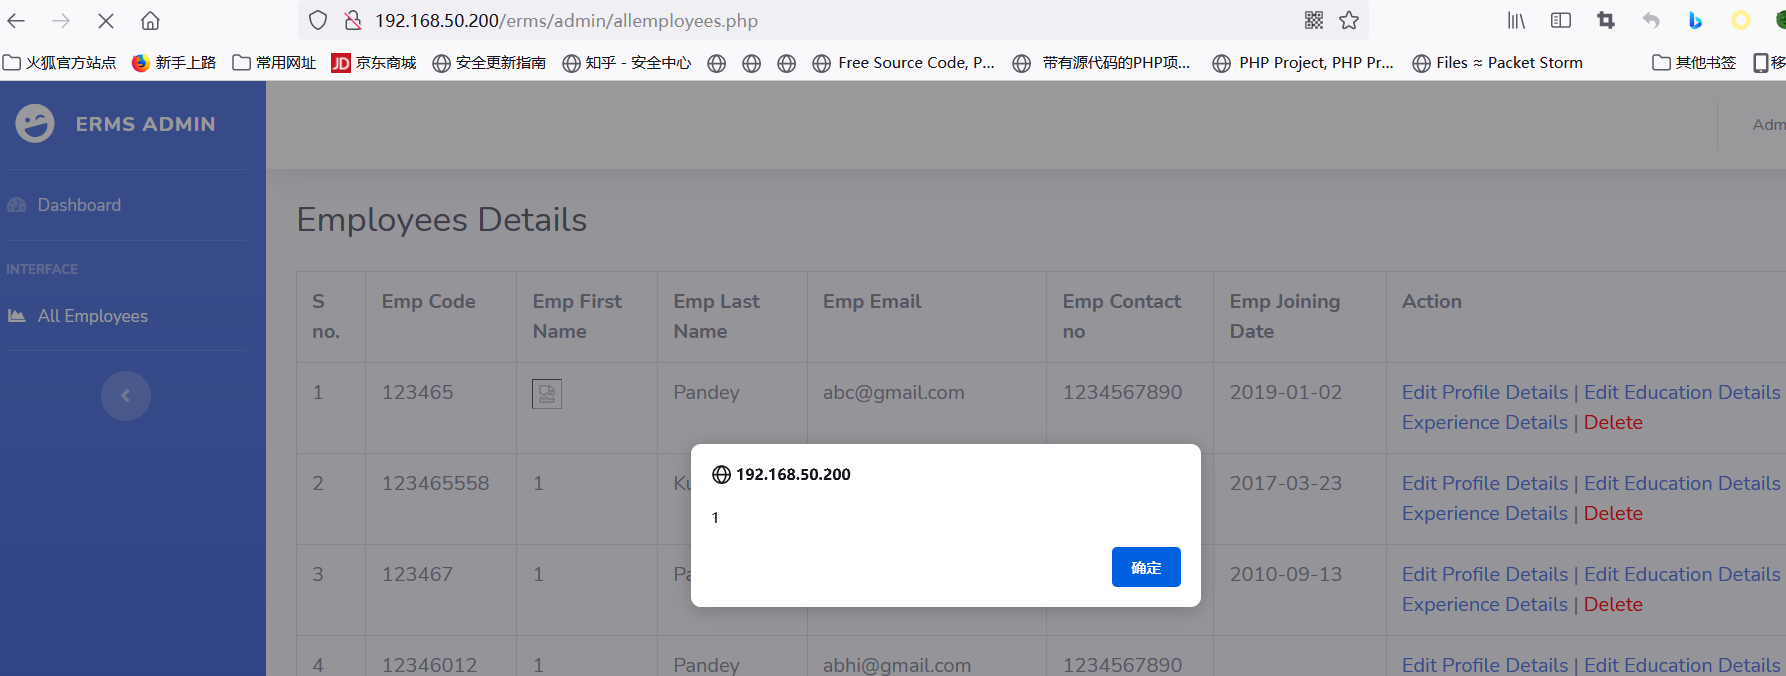 192.168.50.200/erms/admin/allemployees.php
火狐官方站点 新手上路 常用网址 JD 京东商城 安全更新指南 知乎 - 安全中心 Free Source Code, P... 带有源代码的PHP项... PHP Project, PHP Pr... Files ≈ Packet Storm 其他书签 移
ERMS ADMIN
Adm
Dashboard
INTERFACE
All Employees
Employees Details
S no. Emp Code Emp First Name Emp Last Name Emp Email Emp Contact no Emp Joining Date Action
1 123465 Pandey abc@gmail.com 1234567890 2019-01-02 Edit Profile Details | Edit Education Details
Experience Details | Delete
2 123465558 1 Ku 2017-03-23 Edit Profile Details | Edit Education Details
Experience Details | Delete
3 123467 1 Pa 2010-09-13 Edit Profile Details | Edit Education Details
Experience Details | Delete
4 12346012 1 Pandey abhi@gmail.com 1234567890 Edit Profile Details | Edit Education Details
192.168.50.200
1
确定